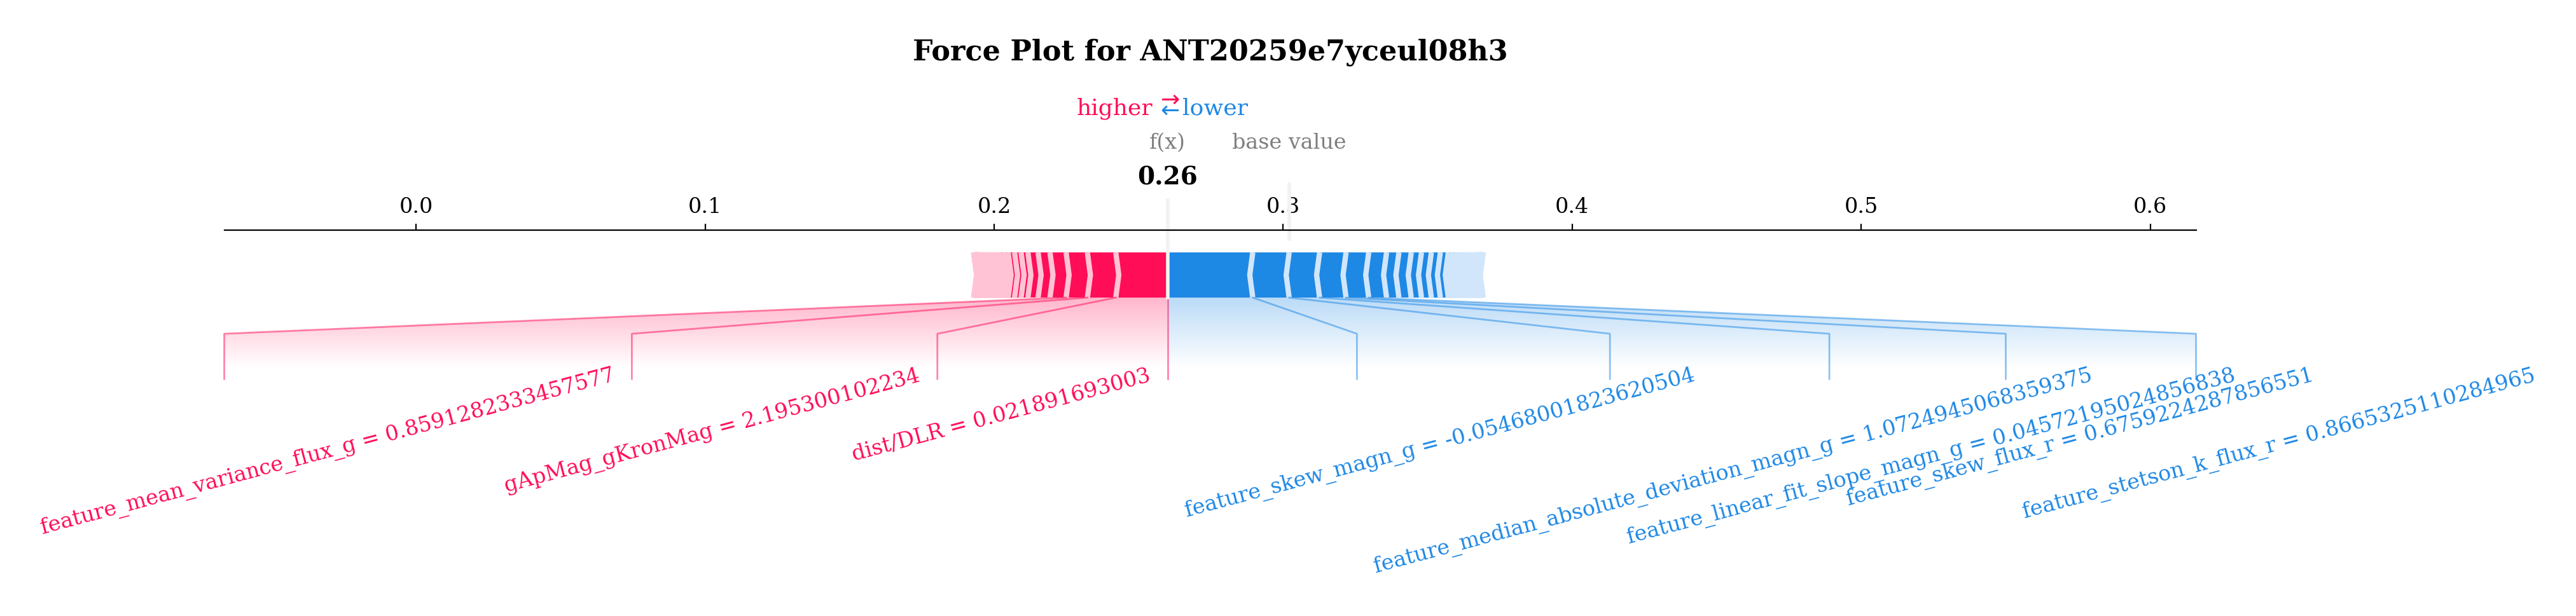 Force Plot for ANT20259e7yceul08h3
higher ⇄ lower
f(x) base value
0.26
0.0 0.1 0.2 0.3 0.4 0.5 0.6
feature_mean_variance_flux_g = 0.8591282333457577
gApMag_gKronMag = 2.195300102234
dist/DLR = 0.021891693003
feature_skew_magn_g = -0.05468001823620504
feature_median_absolute_deviation_magn_g = 1.0724945068359375
feature_linear_fit_slope_magn_g = 0.04572195024856838
feature_skew_flux_r = 0.6759224287856551
feature_stetson_k_flux_r = 0.8665325110284965